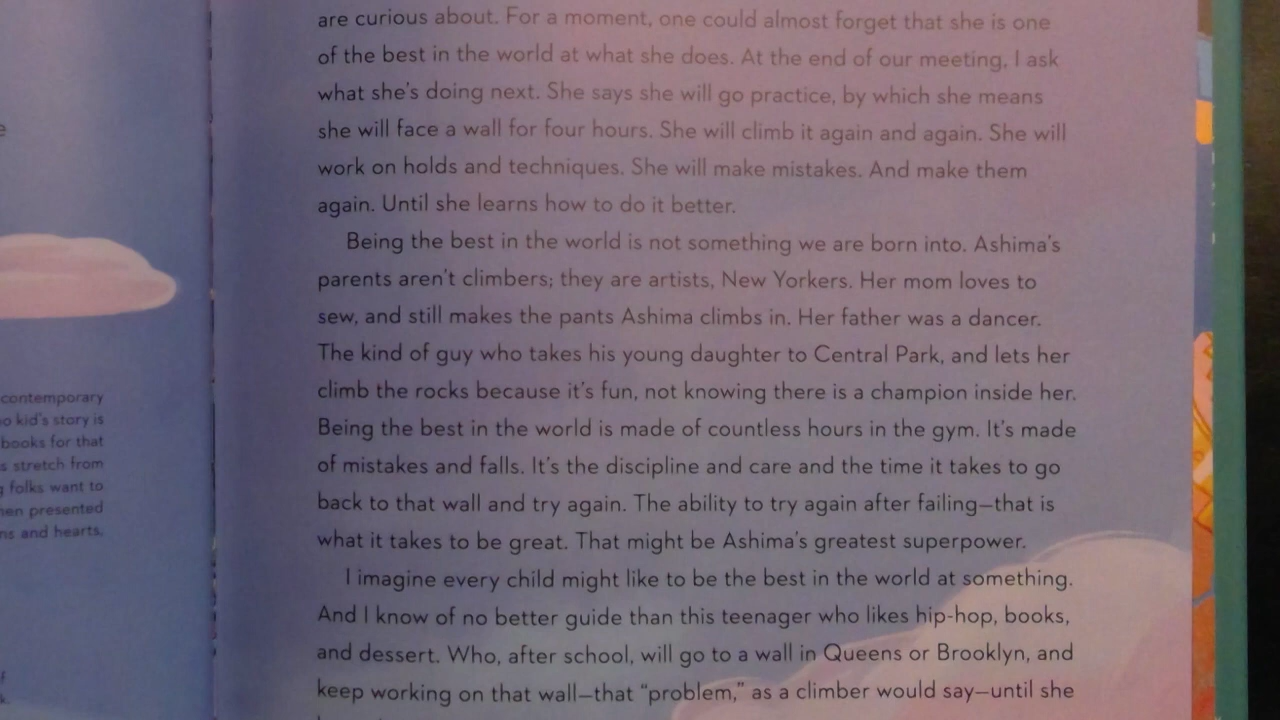 e
contemporary
o kid's story is
books for that
s stretch from
g folks want to
hen presented
ns and hearts.
f
k.
are curious about. For a moment, one could almost forget that she is one
of the best in the world at what she does. At the end of our meeting, I ask
what she's doing next. She says she will go practice, by which she means
she will face a wall for four hours. She will climb it again and again. She will
work on holds and techniques. She will make mistakes. And make them
again. Until she learns how to do it better.
Being the best in the world is not something we are born into. Ashima's
parents aren't climbers; they are artists, New Yorkers. Her mom loves to
sew, and still makes the pants Ashima climbs in. Her father was a dancer.
The kind of guy who takes his young daughter to Central Park, and lets her
climb the rocks because it's fun, not knowing there is a champion inside her.
Being the best in the world is made of countless hours in the gym. It's made
of mistakes and falls. It's the discipline and care and the time it takes to go
back to that wall and try again. The ability to try again after failing—that is
what it takes to be great. That might be Ashima's greatest superpower.
I imagine every child might like to be the best in the world at something.
And I know of no better guide than this teenager who likes hip-hop, books,
and dessert. Who, after school, will go to a wall in Queens or Brooklyn, and
keep working on that wall—that “problem,” as a climber would say—until she